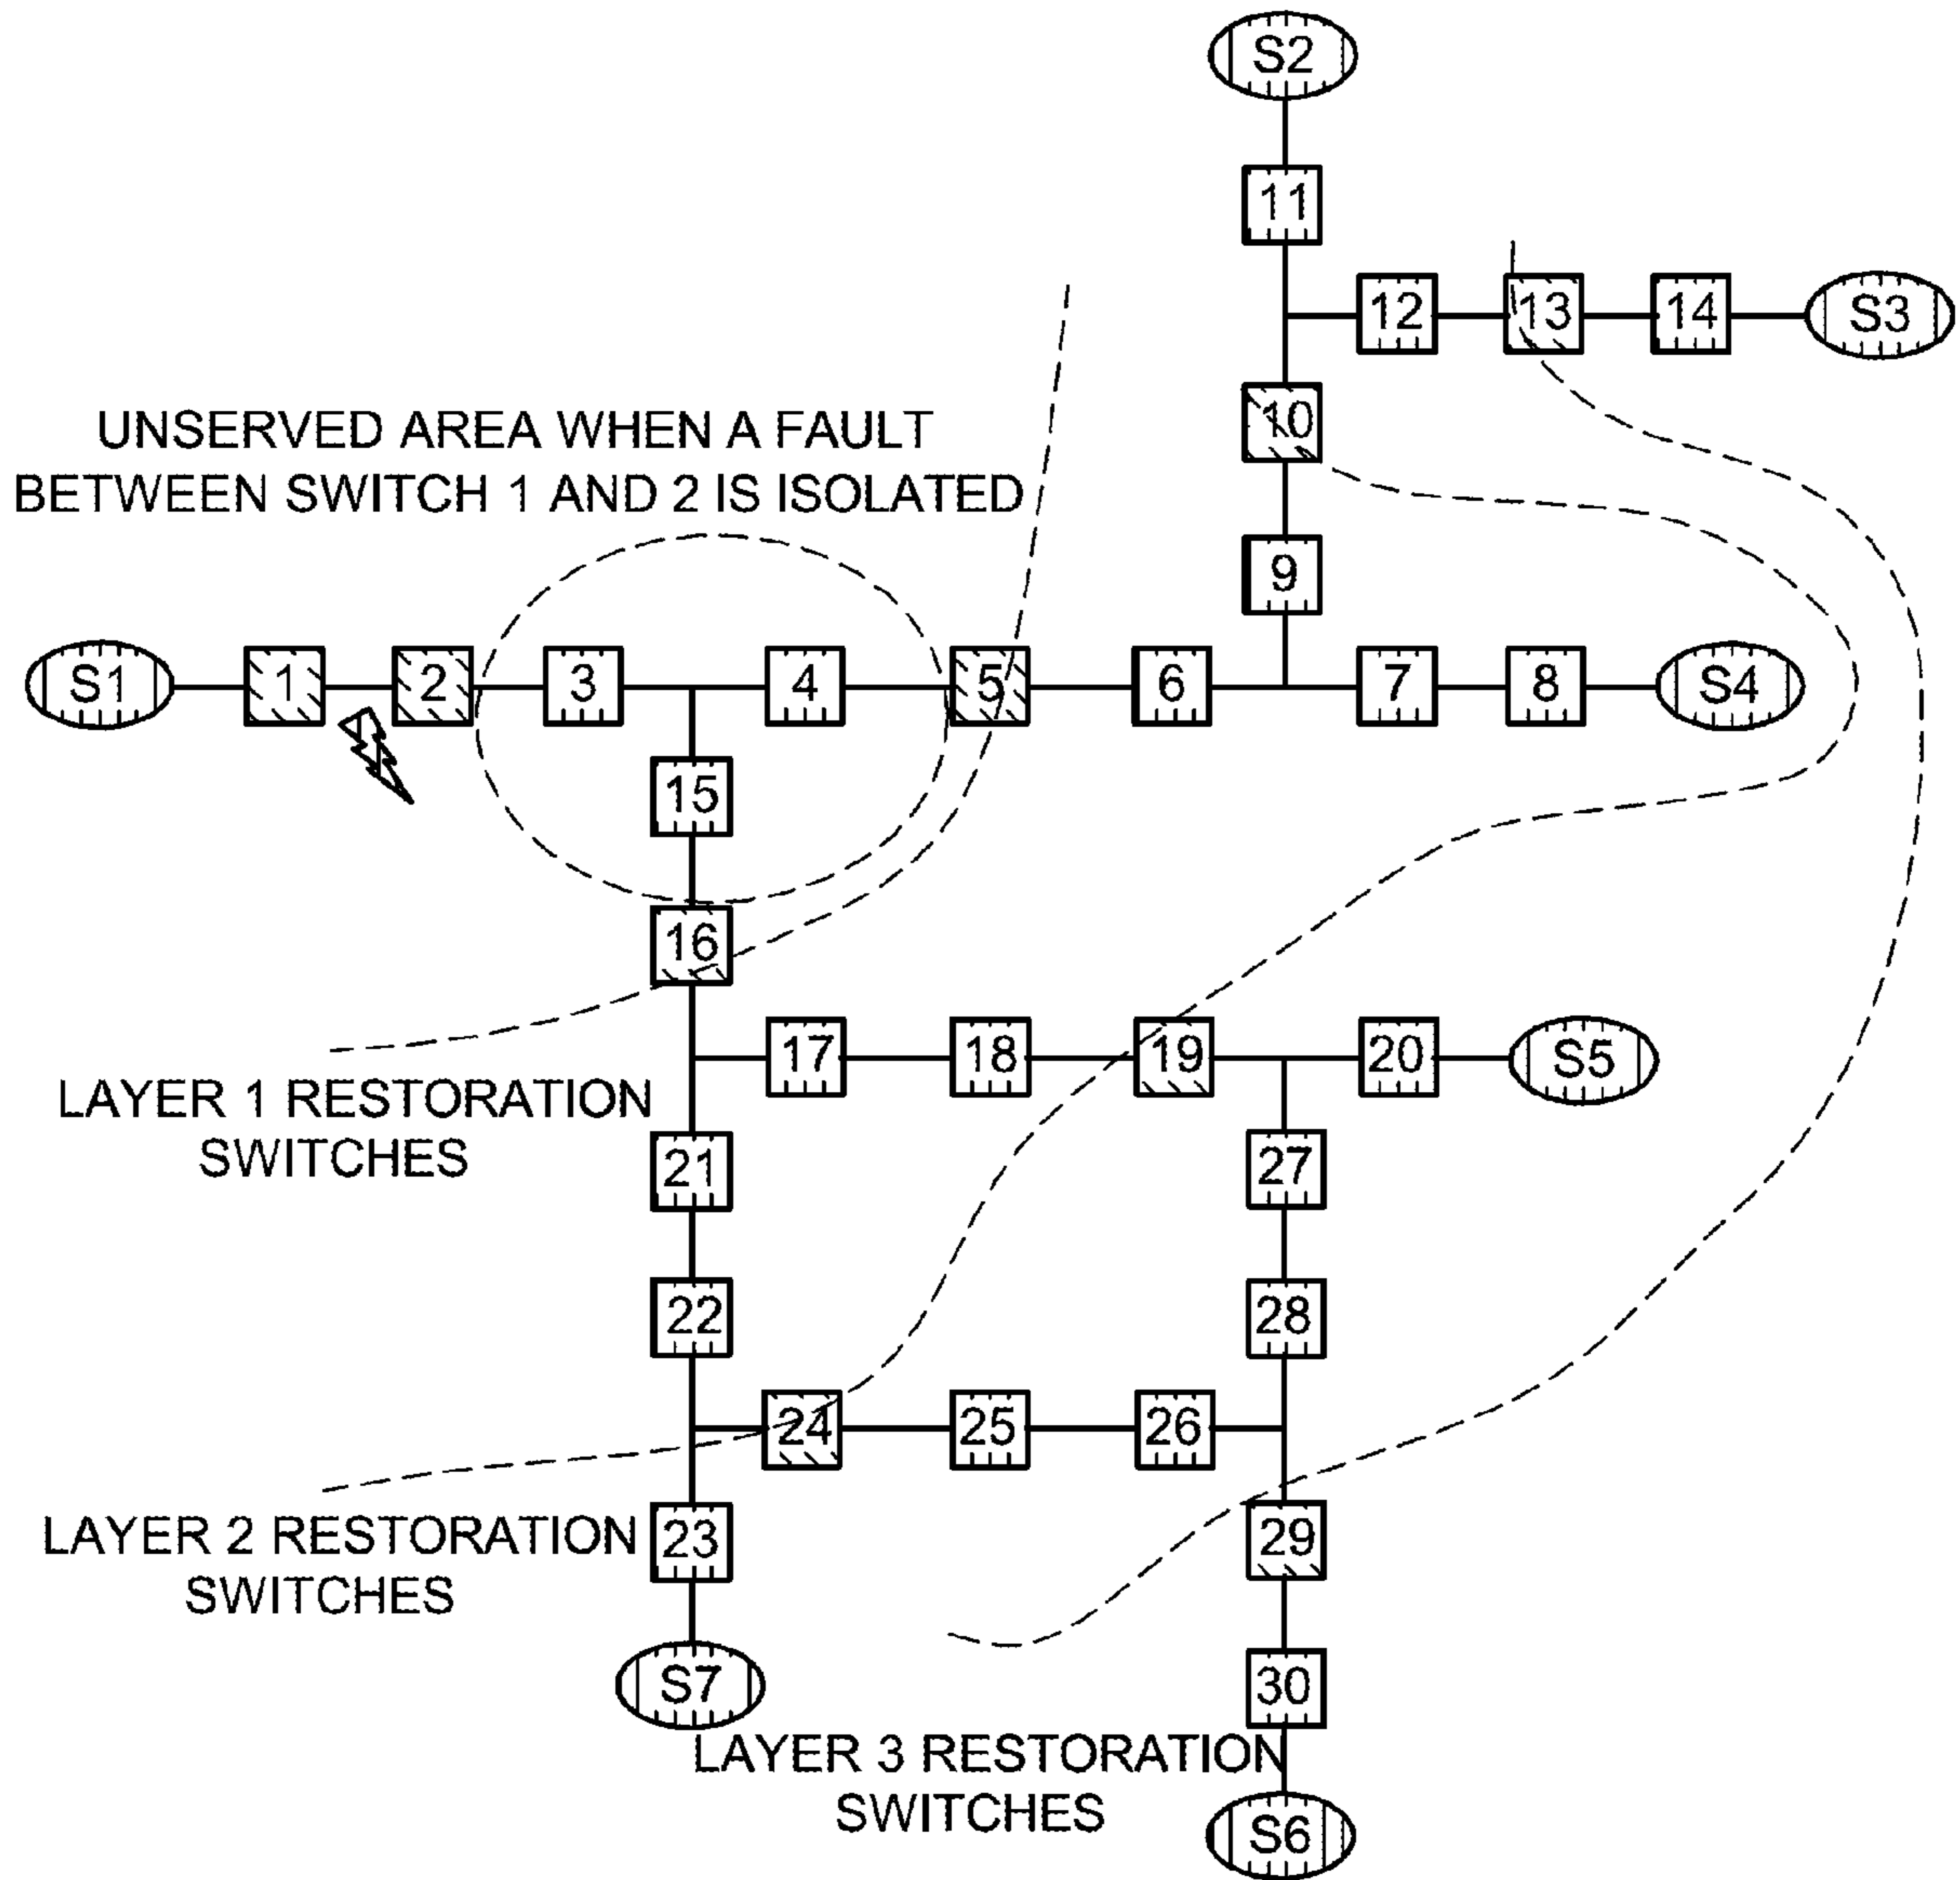 S2
11
12
13
14
S3
UNSERVED AREA WHEN A FAULT
BETWEEN SWITCH 1 AND 2 IS ISOLATED
10
9
S1
1
2
3
4
5
6
7
8
S4
15
16
17
18
19
20
S5
LAYER 1 RESTORATION
SWITCHES
21
27
22
28
24
25
26
LAYER 2 RESTORATION
SWITCHES
23
29
S7
30
LAYER 3 RESTORATION
SWITCHES
S6